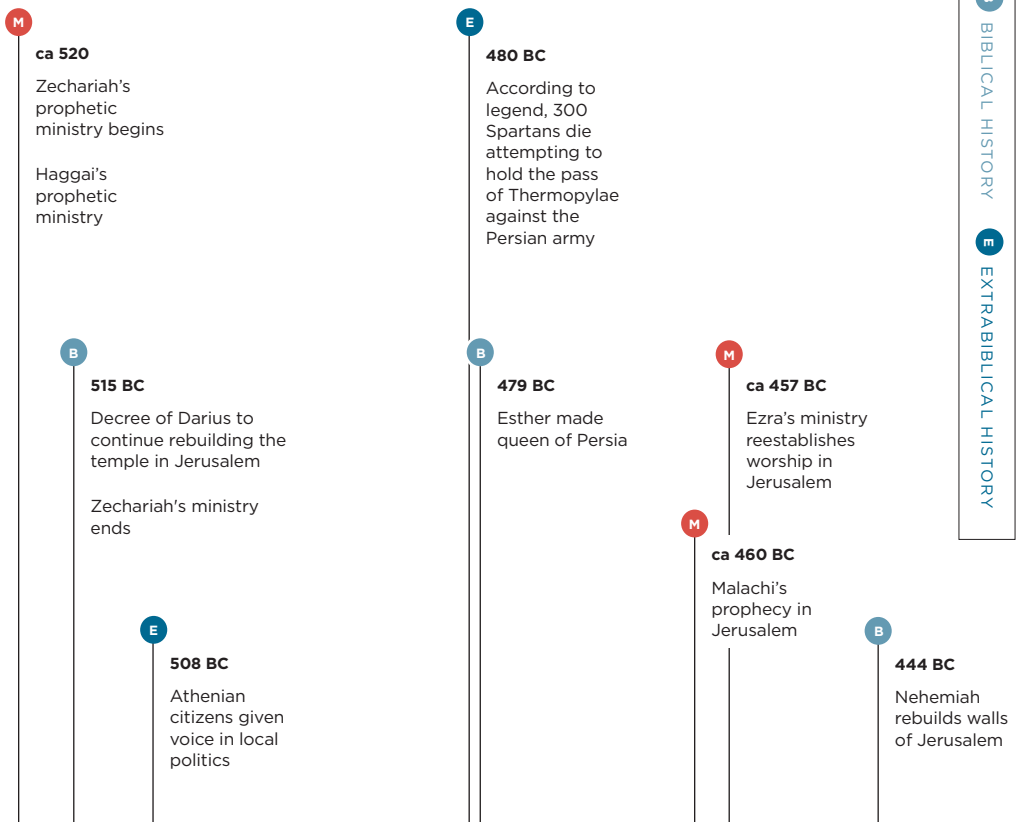 M
ca 520
Zechariah’s
prophetic
ministry begins
Haggai’s
prophetic
ministry
E
480 BC
According to
legend, 300
Spartans die
attempting to
hold the pass
of Thermopylae
against the
Persian army
B
515 BC
Decree of Darius to
continue rebuilding the
temple in Jerusalem
Zechariah's ministry
ends
B
479 BC
Esther made
queen of Persia
M
ca 457 BC
Ezra’s ministry
reestablishes
worship in
Jerusalem
M
ca 460 BC
Malachi’s
prophecy in
Jerusalem
E
508 BC
Athenian
citizens given
voice in local
politics
B
444 BC
Nehemiah
rebuilds walls
of Jerusalem
BIBLICAL HISTORY
E EXTRABIBLICAL HISTORY